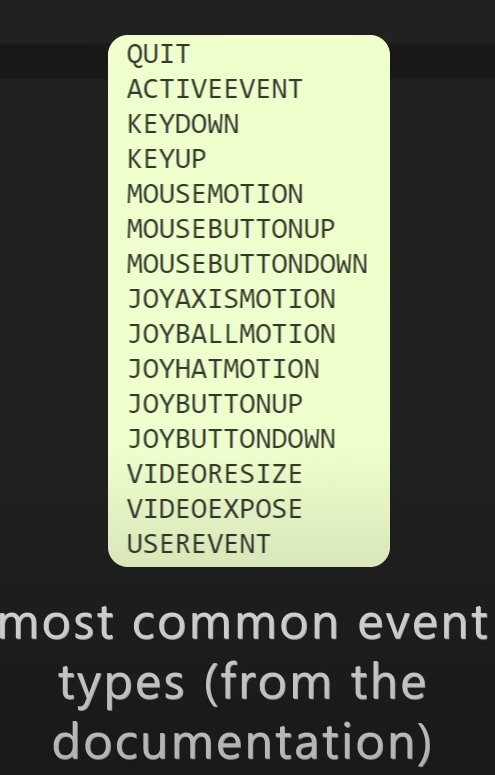 QUIT
ACTIVEEVENT
KEYDOWN
KEYUP
MOUSEMOTION
MOUSEBUTTONUP
MOUSEBUTTONDOWN
JOYAXISMOTION
JOYBALLMOTION
JOYHATMOTION
JOYBUTTONUP
JOYBUTTONDOWN
VIDEORESIZE
VIDEOEXPOSE
USEREVENT
most common event
types (from the
documentation)